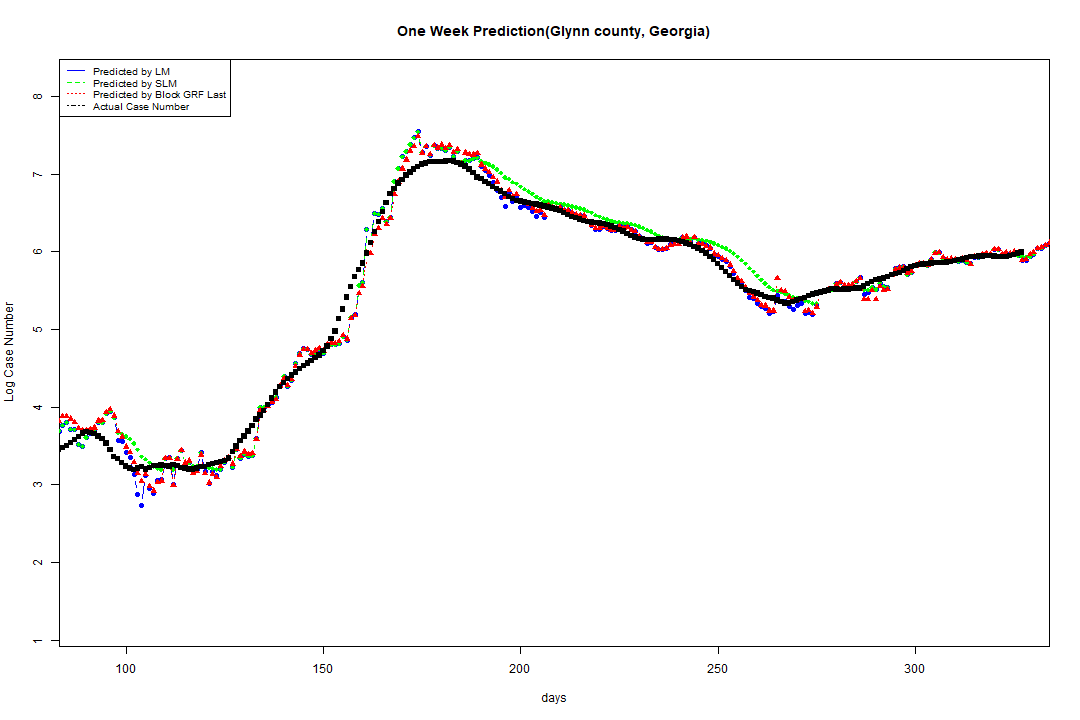 One Week Prediction(Glynn county, Georgia)
Predicted by LM
Predicted by SLM
Predicted by Block GRF Last
Actual Case Number
8
7
6
5
4
3
2
1
Log Case Number
100 150 200 250 300
days